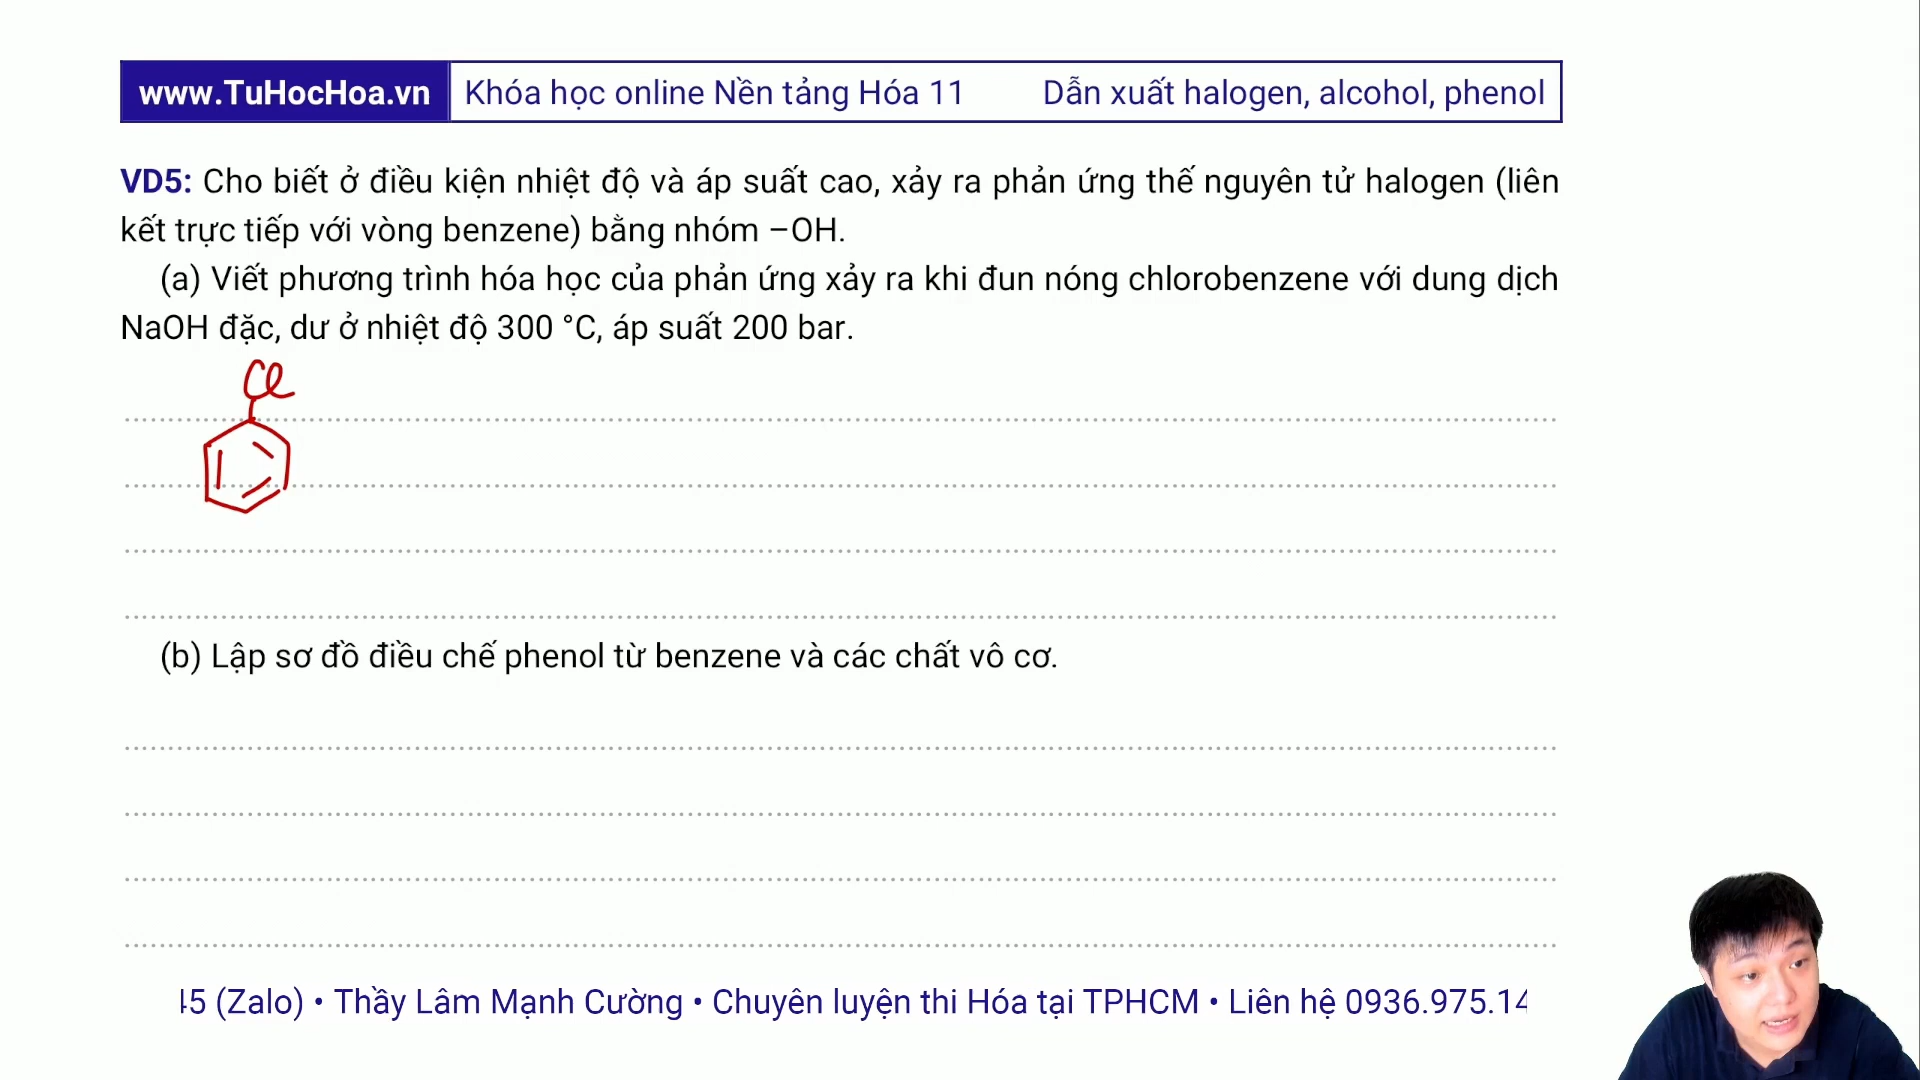 www.TuHocHoa.vn Khóa học online Nền tảng Hóa 11 Dẫn xuất halogen, alcohol, phenol
VD5: Cho biết ở điều kiện nhiệt độ và áp suất cao, xảy ra phản ứng thế nguyên tử halogen (liên
kết trực tiếp với vòng benzene) bằng nhóm –OH.
(a) Viết phương trình hóa học của phản ứng xảy ra khi đun nóng chlorobenzene với dung dịch
NaOH đặc, dư ở nhiệt độ 300 °C, áp suất 200 bar.
Cl
(b) Lập sơ đồ điều chế phenol từ benzene và các chất vô cơ.
45 (Zalo) • Thầy Lâm Mạnh Cường • Chuyên luyện thi Hóa tại TPHCM • Liên hệ 0936.975.14